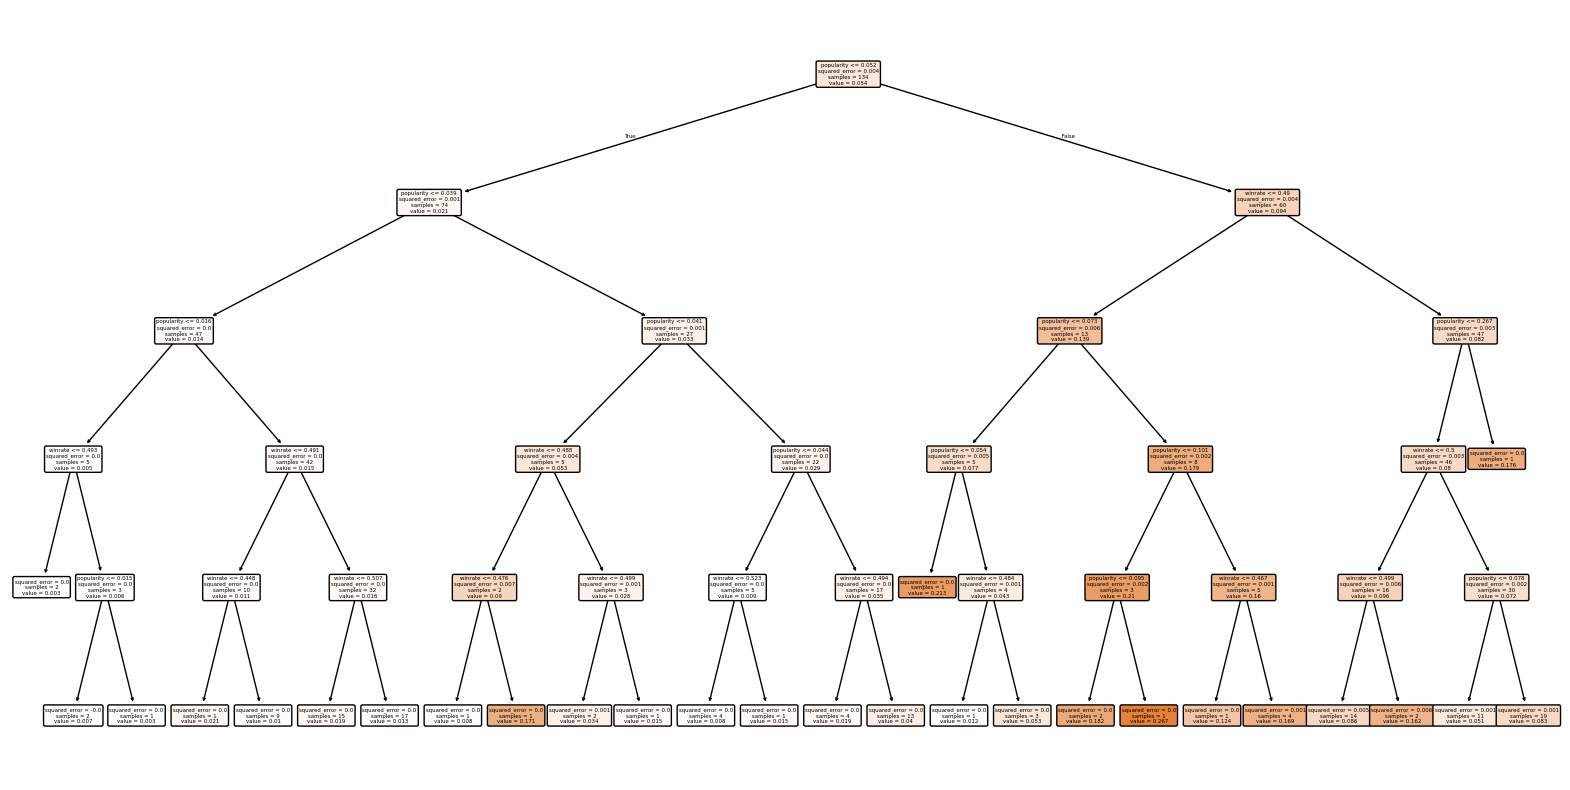 popularity <= 0.052
squared_error = 0.004
samples = 134
value = 0.054
True
False
popularity <= 0.039
squared_error = 0.001
samples = 74
value = 0.021
winrate <= 0.49
squared_error = 0.004
samples = 60
value = 0.094
popularity <= 0.016
squared_error = 0.0
samples = 47
value = 0.014
popularity <= 0.041
squared_error = 0.001
samples = 27
value = 0.033
popularity <= 0.073
squared_error = 0.006
samples = 13
value = 0.139
popularity <= 0.267
squared_error = 0.003
samples = 47
value = 0.082
winrate <= 0.493
squared_error = 0.0
samples = 5
value = 0.005
winrate <= 0.491
squared_error = 0.0
samples = 42
value = 0.015
winrate <= 0.488
squared_error = 0.004
samples = 5
value = 0.053
popularity <= 0.044
squared_error = 0.0
samples = 22
value = 0.029
popularity <= 0.054
squared_error = 0.005
samples = 5
value = 0.077
popularity <= 0.101
squared_error = 0.002
samples = 8
value = 0.179
winrate <= 0.5
squared_error = 0.003
samples = 46
value = 0.08
squared_error = 0.0
samples = 1
value = 0.176
squared_error = 0.0
samples = 2
value = 0.003
popularity <= 0.015
squared_error = 0.0
samples = 3
value = 0.006
winrate <= 0.448
squared_error = 0.0
samples = 10
value = 0.011
winrate <= 0.507
squared_error = 0.0
samples = 32
value = 0.016
winrate <= 0.476
squared_error = 0.007
samples = 2
value = 0.09
winrate <= 0.499
squared_error = 0.001
samples = 3
value = 0.028
winrate <= 0.523
squared_error = 0.0
samples = 5
value = 0.009
winrate <= 0.494
squared_error = 0.0
samples = 17
value = 0.035
squared_error = 0.0
samples = 1
value = 0.213
winrate <= 0.484
squared_error = 0.001
samples = 4
value = 0.043
popularity <= 0.095
squared_error = 0.002
samples = 3
value = 0.21
winrate <= 0.467
squared_error = 0.001
samples = 5
value = 0.16
winrate <= 0.499
squared_error = 0.006
samples = 16
value = 0.096
popularity <= 0.078
squared_error = 0.002
samples = 30
value = 0.072
squared_error = -0.0
samples = 2
value = 0.007
squared_error = 0.0
samples = 1
value = 0.003
squared_error = 0.0
samples = 1
value = 0.021
squared_error = 0.0
samples = 9
value = 0.01
squared_error = 0.0
samples = 15
value = 0.019
squared_error = 0.0
samples = 17
value = 0.013
squared_error = 0.0
samples = 1
value = 0.008
squared_error = 0.0
samples = 1
value = 0.171
squared_error = 0.001
samples = 2
value = 0.034
squared_error = 0.0
samples = 1
value = 0.015
squared_error = 0.0
samples = 4
value = 0.008
squared_error = 0.0
samples = 1
value = 0.015
squared_error = 0.0
samples = 4
value = 0.019
squared_error = 0.0
samples = 13
value = 0.04
squared_error = 0.0
samples = 1
value = 0.012
squared_error = 0.0
samples = 3
value = 0.053
squared_error = 0.0
samples = 2
value = 0.182
squared_error = 0.0
samples = 1
value = 0.267
squared_error = 0.0
samples = 1
value = 0.124
squared_error = 0.001
samples = 4
value = 0.169
squared_error = 0.005
samples = 14
value = 0.086
squared_error = 0.006
samples = 2
value = 0.162
squared_error = 0.001
samples = 11
value = 0.051
squared_error = 0.001
samples = 19
value = 0.083